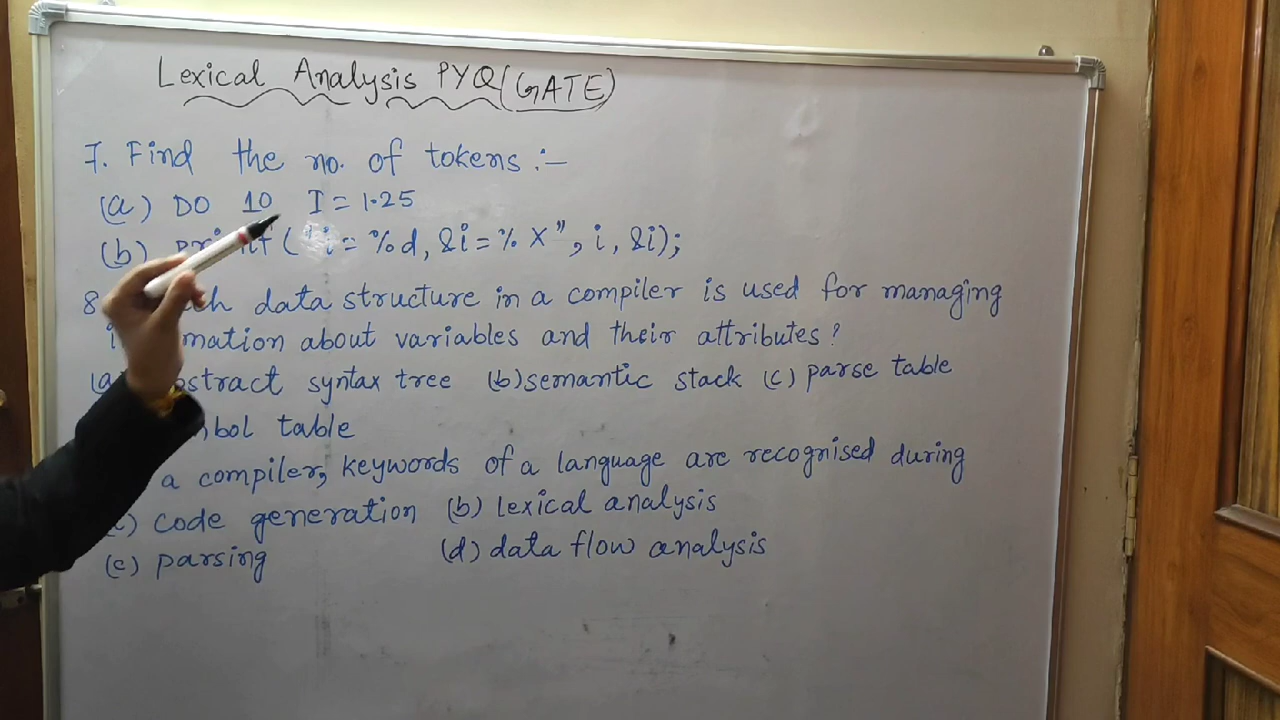 Lexical Analysis PYQ (GATE)
7. Find the no. of tokens :-
(a) DO 10 I = 1.25
(b) ( "i = %d, &i = % X", i, &i);
8 data structure in a compiler is used for managing
about variables and their attributes?
syntax tree (b) semantic stack (c) parse table
table
a compiler, keywords of a language are recognised during
code generation (b) lexical analysis
(c) parsing (d) data flow analysis